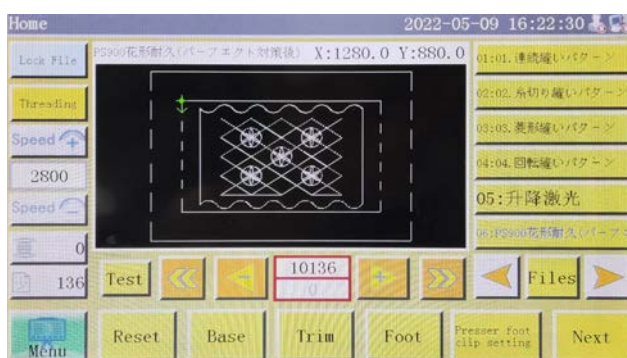 Home 2022-05-09 16:22:30
Lock File PS900花形耐久(パーフェクト対策後) X:1280.0 Y:880.0 01:01.連続縫いパターン
Threading 02:02.糸切り縫いパターン
Speed 03:03.菱形縫いパターン
2800 04:04.回転縫いパターン
Speed 05:升降激光
0 06:PS900花形耐久(パーフ
136 Test 10136 Files
/0
Menu Reset Base Trim Foot Presser foot clip setting Next